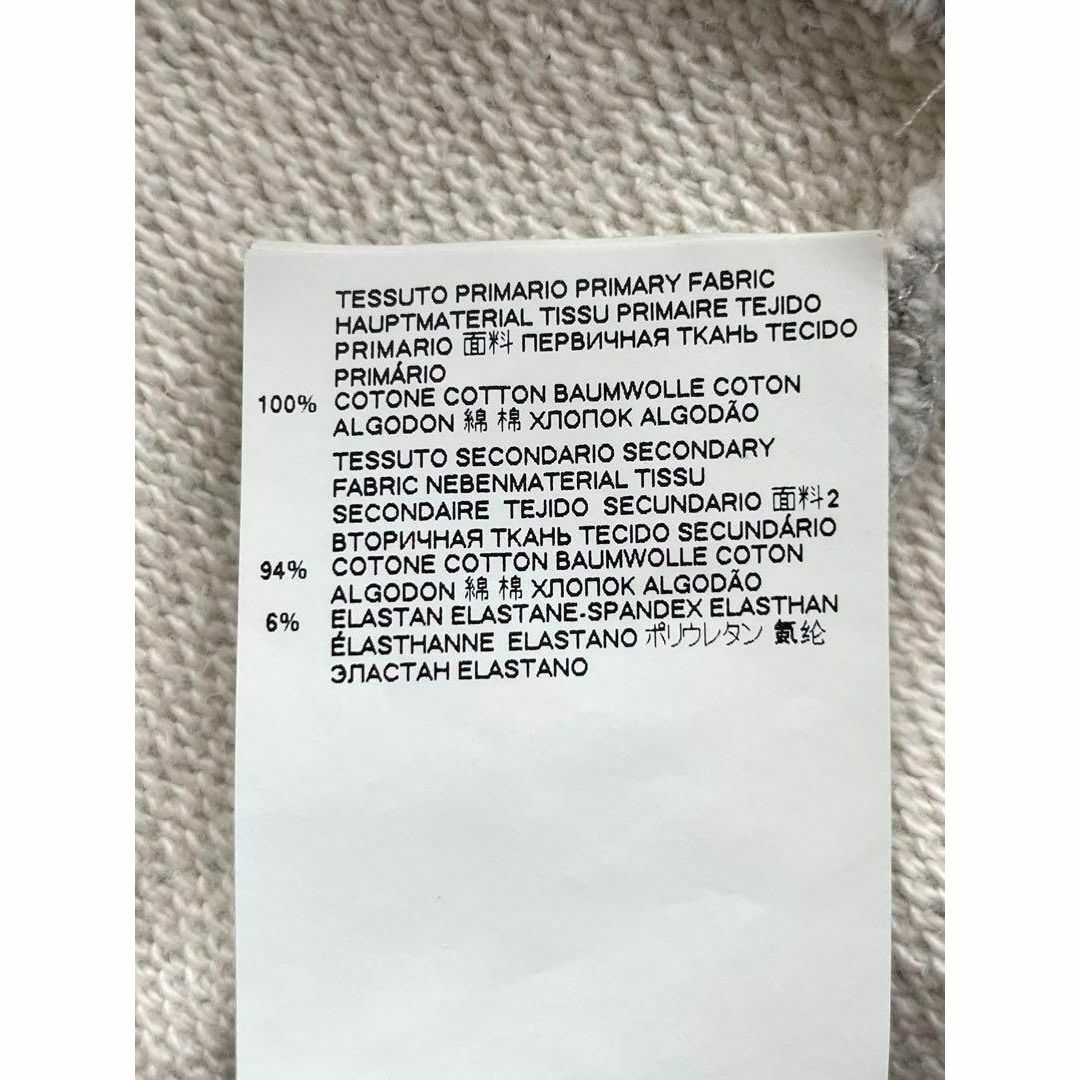 TESSUTO PRIMARIO PRIMARY FABRIC
HAUPTMATERIAL TISSU PRIMAIRE TEJIDO
PRIMARIO 面料 ПЕРВИЧНАЯ ТКАНЬ TECIDO
PRIMÁRIO
100% COTONE COTTON BAUMWOLLE COTON
ALGODON 綿 棉 ХЛОПОК ALGODÃO
TESSUTO SECONDARIO SECONDARY
FABRIC NEBENMATERIAL TISSU
SECONDAIRE TEJIDO SECUNDARIO 面料2
ВТОРИЧНАЯ ТКАНЬ TECIDO SECUNDÁRIO
94% COTONE COTTON BAUMWOLLE COTON
ALGODON 綿 棉 ХЛОПОК ALGODÃO
6% ELASTAN ELASTANE-SPANDEX ELASTHAN
ÉLASTHANNE ELASTANO ポリウレタン 氨纶
ЭЛАСТАН ELASTANO